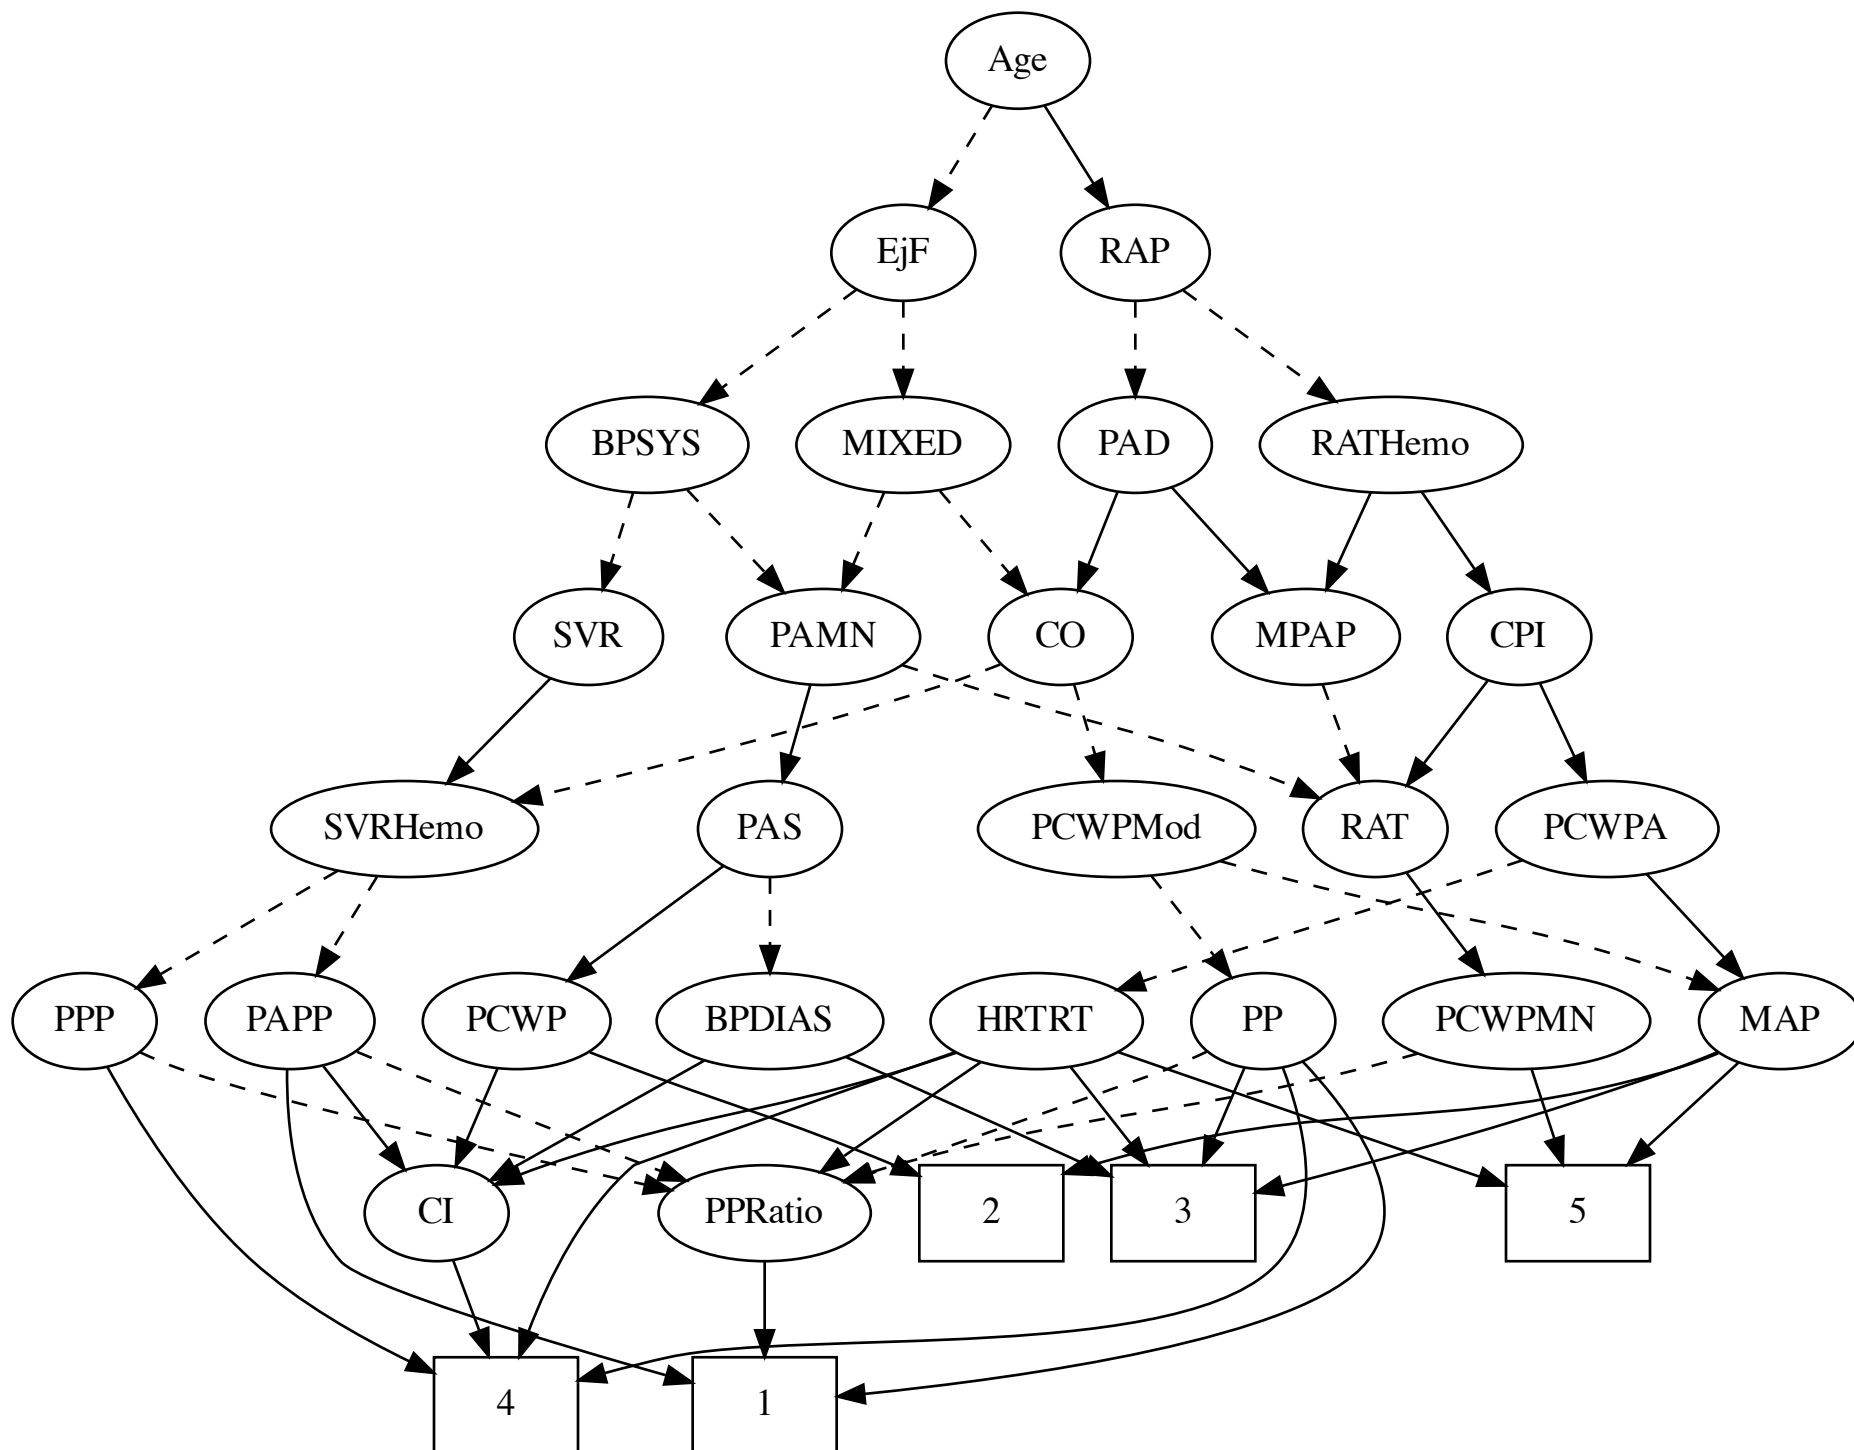 Age
EjF
RAP
BPSYS
MIXED
PAD
RATHemo
SVR
PAMN
CO
MPAP
CPI
SVRHemo
PAS
PCWPMod
RAT
PCWPA
PPP
PAPP
PCWP
BPDIAS
HRTRT
PP
PCWPMN
MAP
CI
PPRatio
2
3
5
4
1